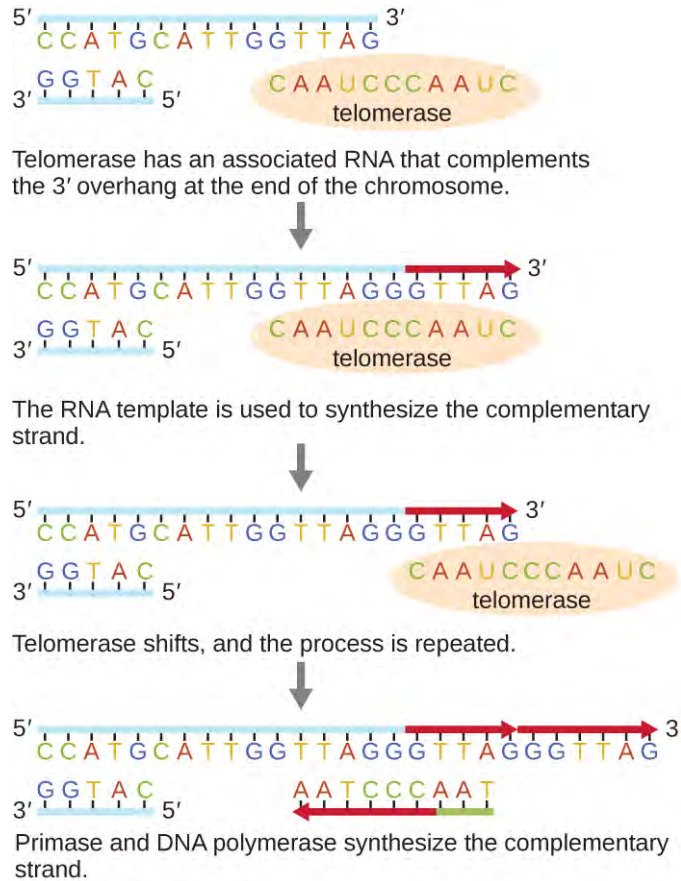 5′ 3′
CCATGCATTGGTTAG
GGTAC CAAUCCCAAUC
3′ 5′ telomerase
Telomerase has an associated RNA that complements
the 3′ overhang at the end of the chromosome.
5′ 3′
CCATGCATTGGTTAGGGTTAG
GGTAC CAAUCCCAAUC
3′ 5′ telomerase
The RNA template is used to synthesize the complementary
strand.
5′ 3′
CCATGCATTGGTTAGGGTTAG
GGTAC CAAUCCCAAUC
3′ 5′ telomerase
Telomerase shifts, and the process is repeated.
5′ 3
CCATGCATTGGTTAGGGTTAGGGTTAG
GGTAC AATCCCAAT
3′ 5′
Primase and DNA polymerase synthesize the complementary
strand.